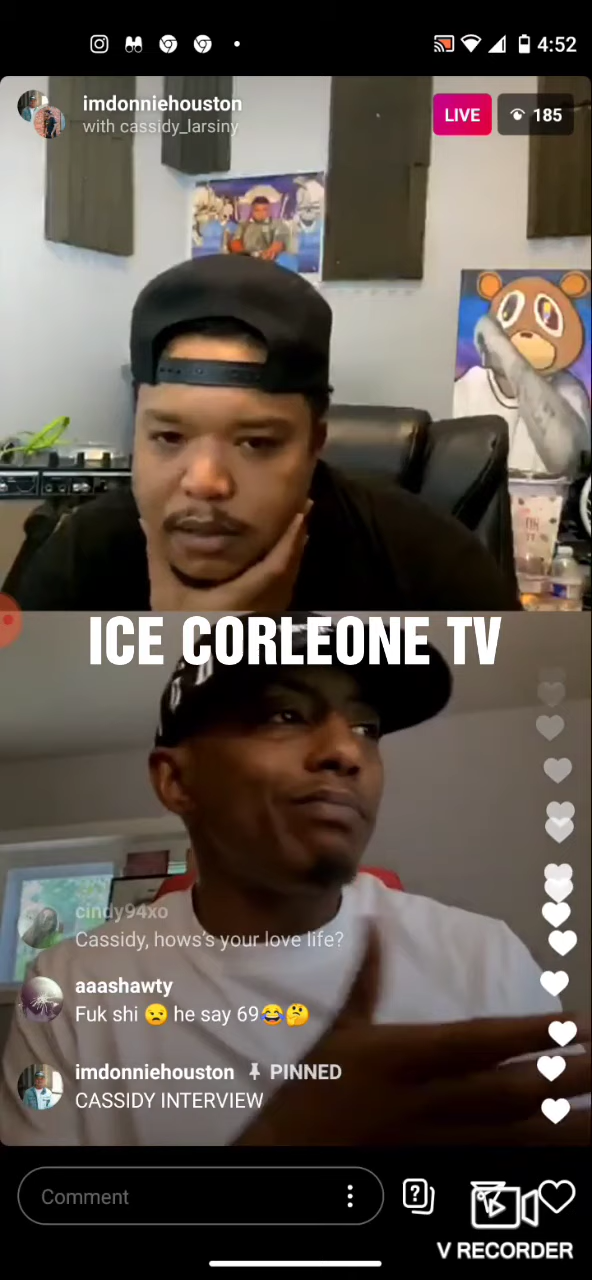 4:52
imdonniehouston
with cassidy_larsiny
LIVE
185
ICE CORLEONE TV
cindy94xo
Cassidy, hows's your love life?
aaashawty
Fuk shi 😒 he say 69😂🤔
imdonniehouston PINNED
CASSIDY INTERVIEW
Comment
V RECORDER